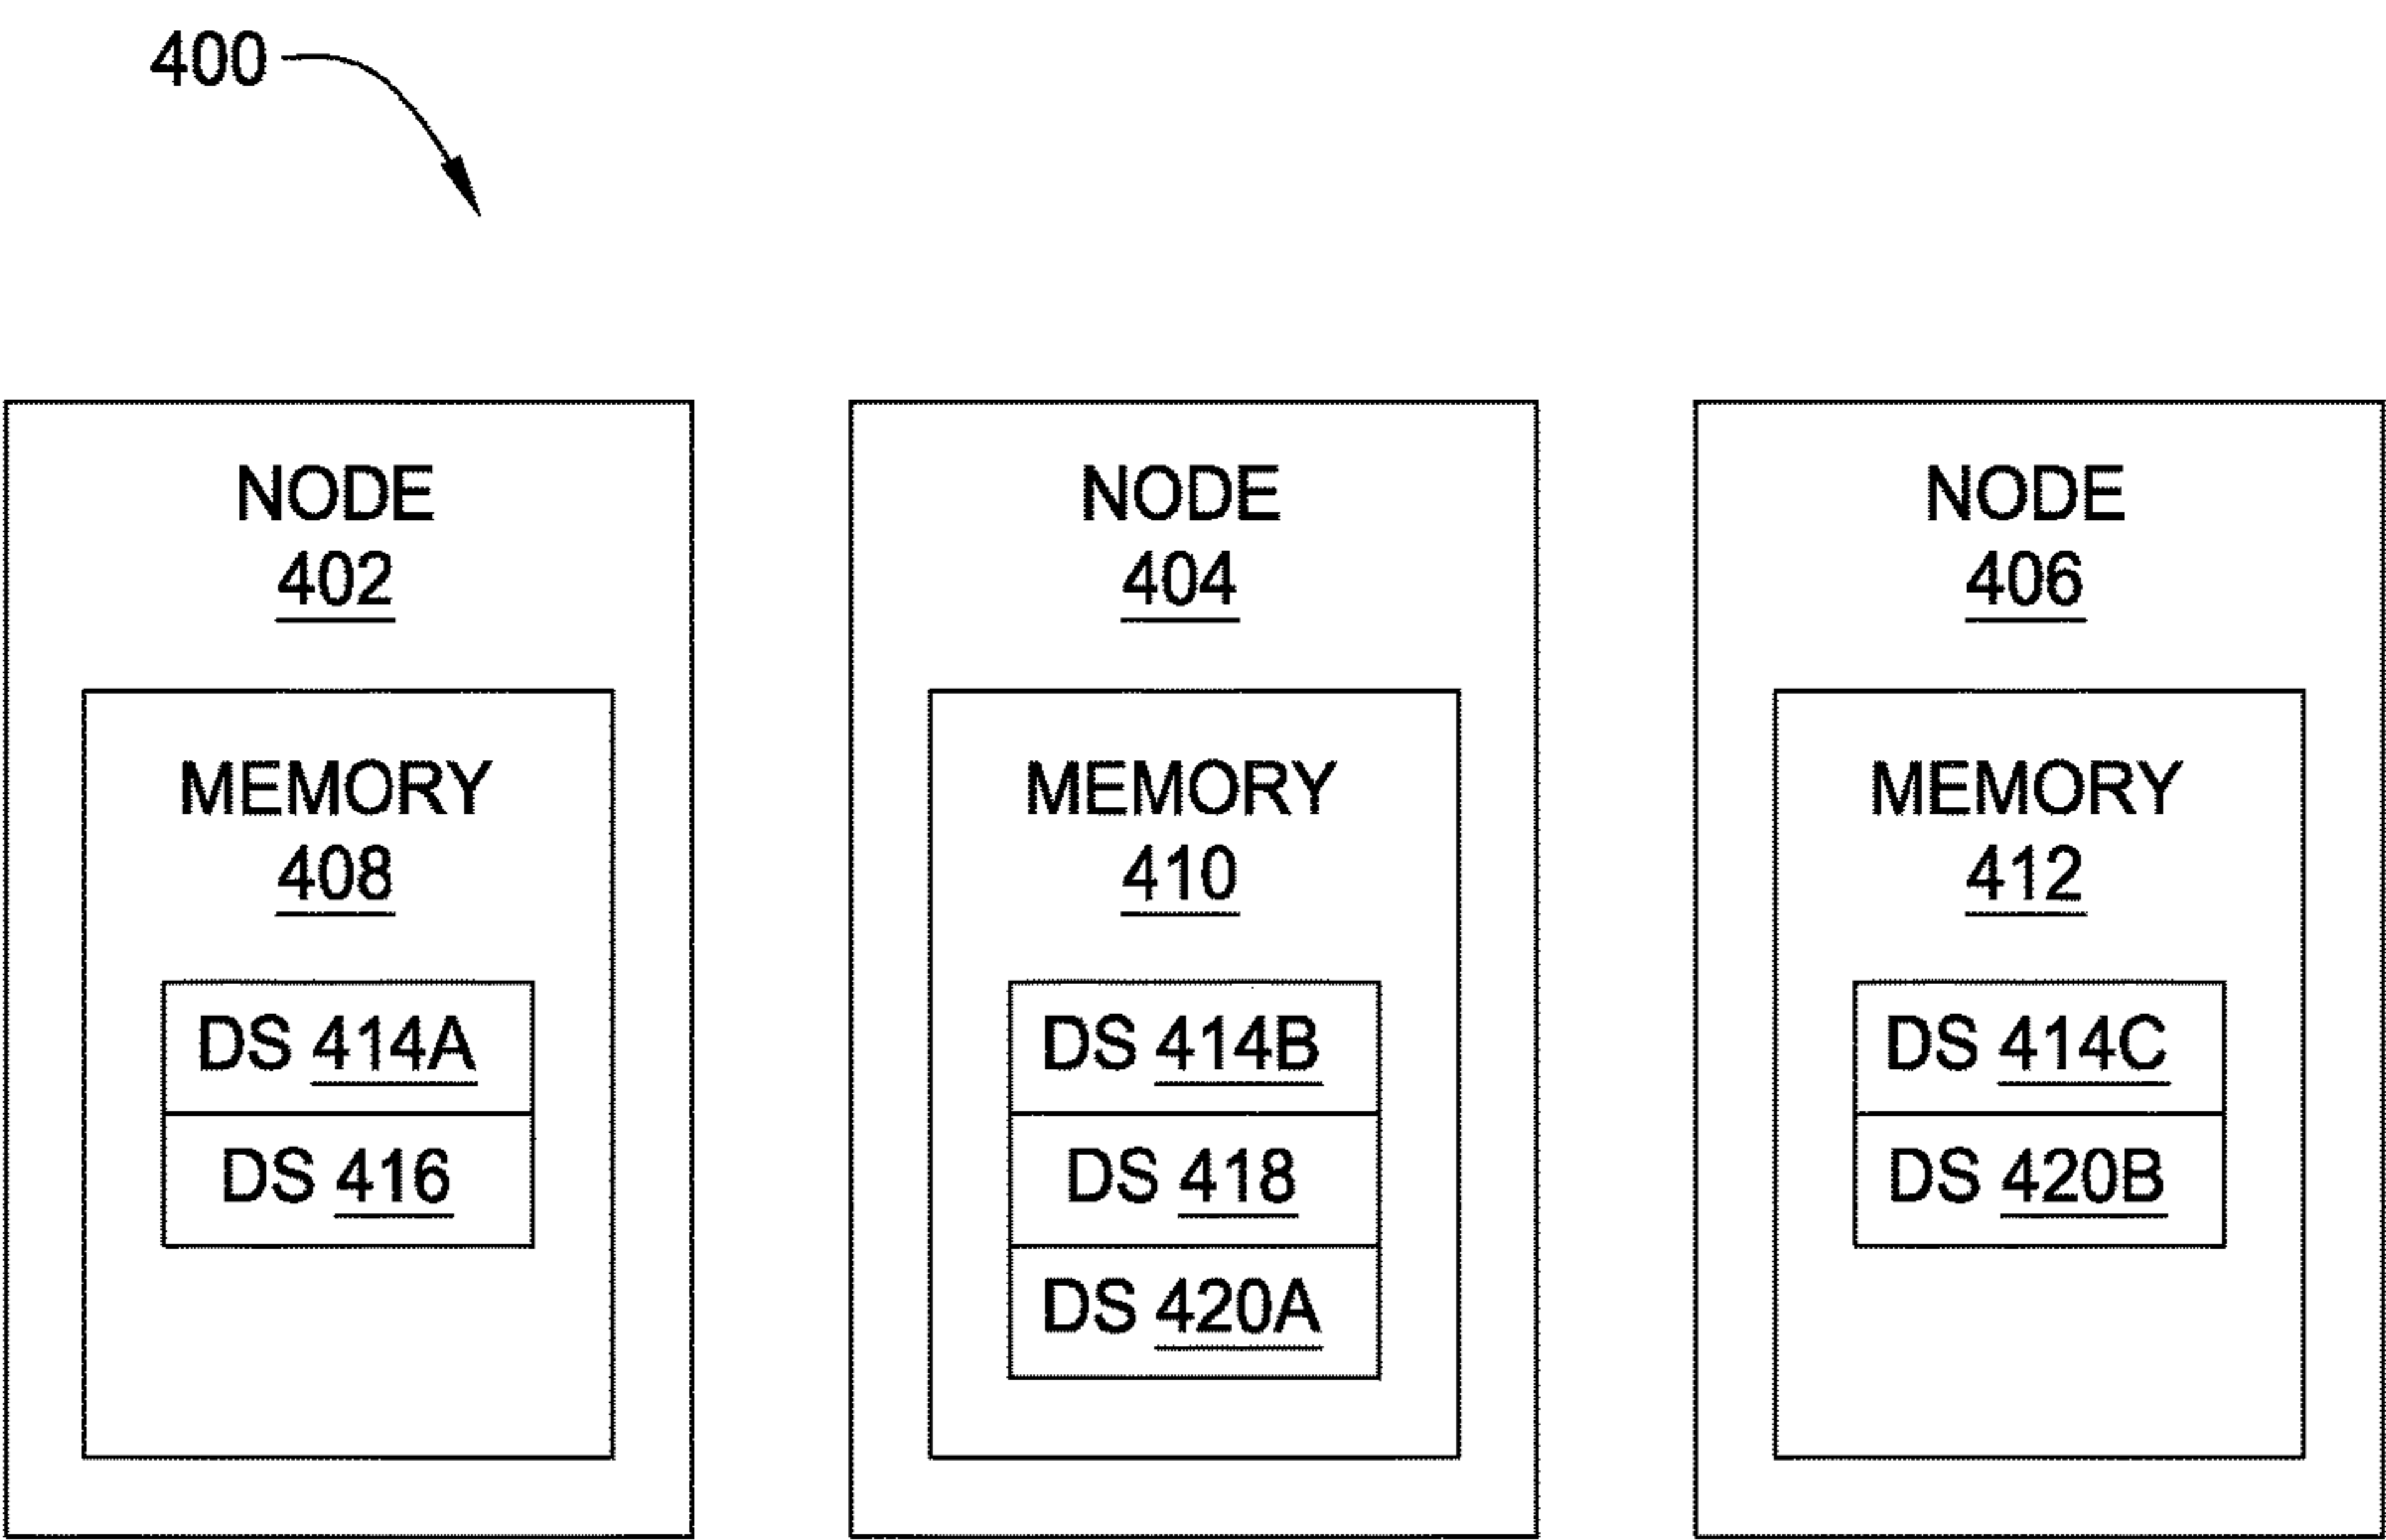 400
NODE
402
MEMORY
408
DS 414A
DS 416
NODE
404
MEMORY
410
DS 414B
DS 418
DS 420A
NODE
406
MEMORY
412
DS 414C
DS 420B